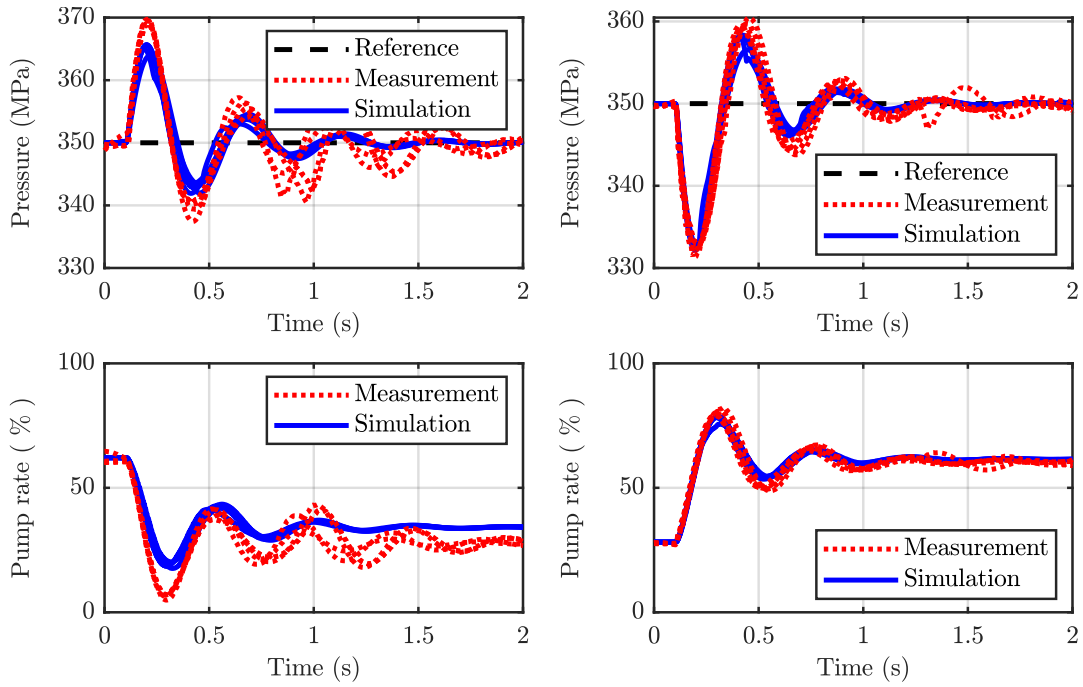 370
360
350
340
330
Pressure (MPa)
Reference
Measurement
Simulation
0
0.5
1
1.5
2
Time (s)
360
350
340
330
Pressure (MPa)
Reference
Measurement
Simulation
0
0.5
1
1.5
2
Time (s)
100
50
0
Pump rate ( % )
Measurement
Simulation
0
0.5
1
1.5
2
Time (s)
100
50
0
Pump rate ( % )
Measurement
Simulation
0
0.5
1
1.5
2
Time (s)